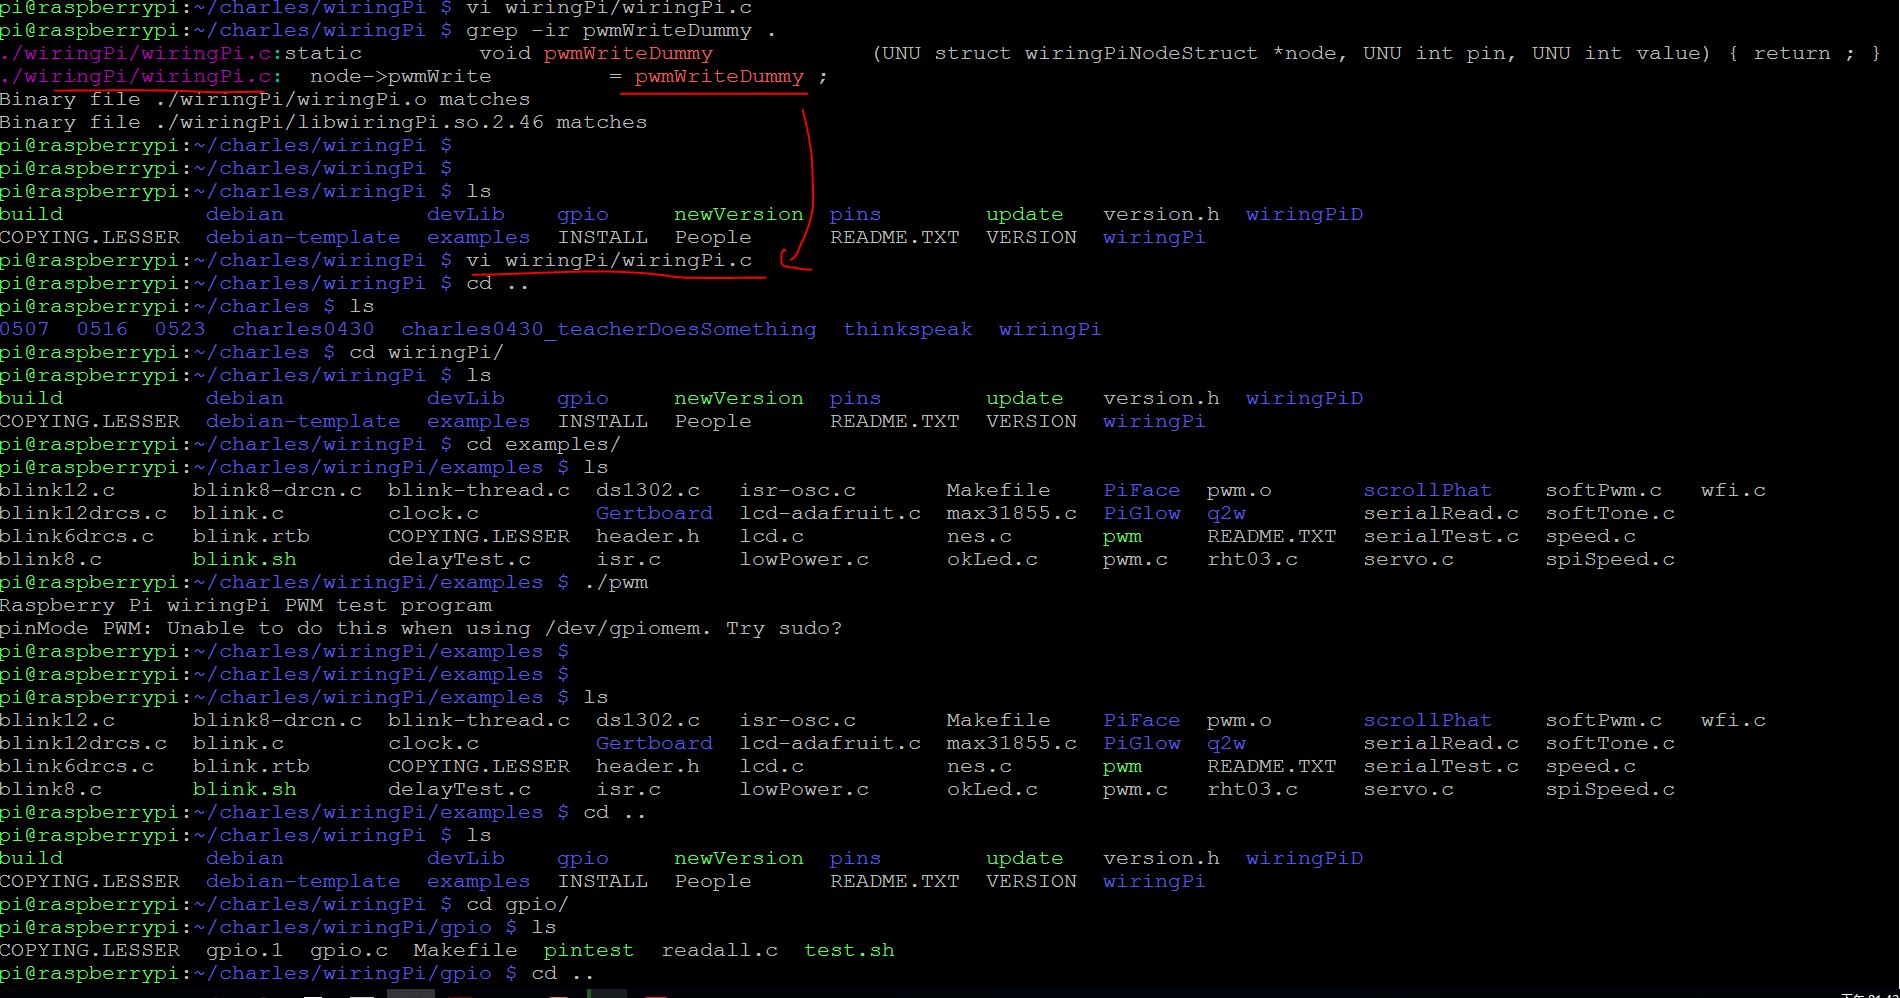 pi@raspberrypi:~/charles/wiringPi $ vi wiringPi/wiringPi.c
pi@raspberrypi:~/charles/wiringPi $ grep -ir pwmWriteDummy .
./wiringPi/wiringPi.c:static         void pwmWriteDummy            (UNU struct wiringPiNodeStruct *node, UNU int pin, UNU int value) { return ; }
./wiringPi/wiringPi.c:  node->pwmWrite         = pwmWriteDummy ;
Binary file ./wiringPi/wiringPi.o matches
Binary file ./wiringPi/libwiringPi.so.2.46 matches
pi@raspberrypi:~/charles/wiringPi $
pi@raspberrypi:~/charles/wiringPi $
pi@raspberrypi:~/charles/wiringPi $ ls
build           debian           devLib    gpio     newVersion  pins        update   version.h  wiringPiD
COPYING.LESSER  debian-template  examples  INSTALL  People      README.TXT  VERSION  wiringPi
pi@raspberrypi:~/charles/wiringPi $ vi wiringPi/wiringPi.c
pi@raspberrypi:~/charles/wiringPi $ cd ..
pi@raspberrypi:~/charles $ ls
0507  0516  0523  charles0430  charles0430_teacherDoesSomething  thinkspeak  wiringPi
pi@raspberrypi:~/charles $ cd wiringPi/
pi@raspberrypi:~/charles/wiringPi $ ls
build           debian           devLib    gpio     newVersion  pins        update   version.h  wiringPiD
COPYING.LESSER  debian-template  examples  INSTALL  People      README.TXT  VERSION  wiringPi
pi@raspberrypi:~/charles/wiringPi $ cd examples/
pi@raspberrypi:~/charles/wiringPi/examples $ ls
blink12.c      blink8-drcn.c  blink-thread.c  ds1302.c   isr-osc.c       Makefile    PiFace  pwm.o       scrollPhat    softPwm.c   wfi.c
blink12drcs.c  blink.c        clock.c         Gertboard  lcd-adafruit.c  max31855.c  PiGlow  q2w         serialRead.c  softTone.c
blink6drcs.c   blink.rtb      COPYING.LESSER  header.h   lcd.c           nes.c       pwm     README.TXT  serialTest.c  speed.c
blink8.c       blink.sh       delayTest.c     isr.c      lowPower.c      okLed.c     pwm.c   rht03.c     servo.c       spiSpeed.c
pi@raspberrypi:~/charles/wiringPi/examples $ ./pwm
Raspberry Pi wiringPi PWM test program
pinMode PWM: Unable to do this when using /dev/gpiomem. Try sudo?
pi@raspberrypi:~/charles/wiringPi/examples $
pi@raspberrypi:~/charles/wiringPi/examples $
pi@raspberrypi:~/charles/wiringPi/examples $ ls
blink12.c      blink8-drcn.c  blink-thread.c  ds1302.c   isr-osc.c       Makefile    PiFace  pwm.o       scrollPhat    softPwm.c   wfi.c
blink12drcs.c  blink.c        clock.c         Gertboard  lcd-adafruit.c  max31855.c  PiGlow  q2w         serialRead.c  softTone.c
blink6drcs.c   blink.rtb      COPYING.LESSER  header.h   lcd.c           nes.c       pwm     README.TXT  serialTest.c  speed.c
blink8.c       blink.sh       delayTest.c     isr.c      lowPower.c      okLed.c     pwm.c   rht03.c     servo.c       spiSpeed.c
pi@raspberrypi:~/charles/wiringPi/examples $ cd ..
pi@raspberrypi:~/charles/wiringPi $ ls
build           debian           devLib    gpio     newVersion  pins        update   version.h  wiringPiD
COPYING.LESSER  debian-template  examples  INSTALL  People      README.TXT  VERSION  wiringPi
pi@raspberrypi:~/charles/wiringPi $ cd gpio/
pi@raspberrypi:~/charles/wiringPi/gpio $ ls
COPYING.LESSER  gpio.1  gpio.c  Makefile  pintest  readall.c  test.sh
pi@raspberrypi:~/charles/wiringPi/gpio $ cd ..